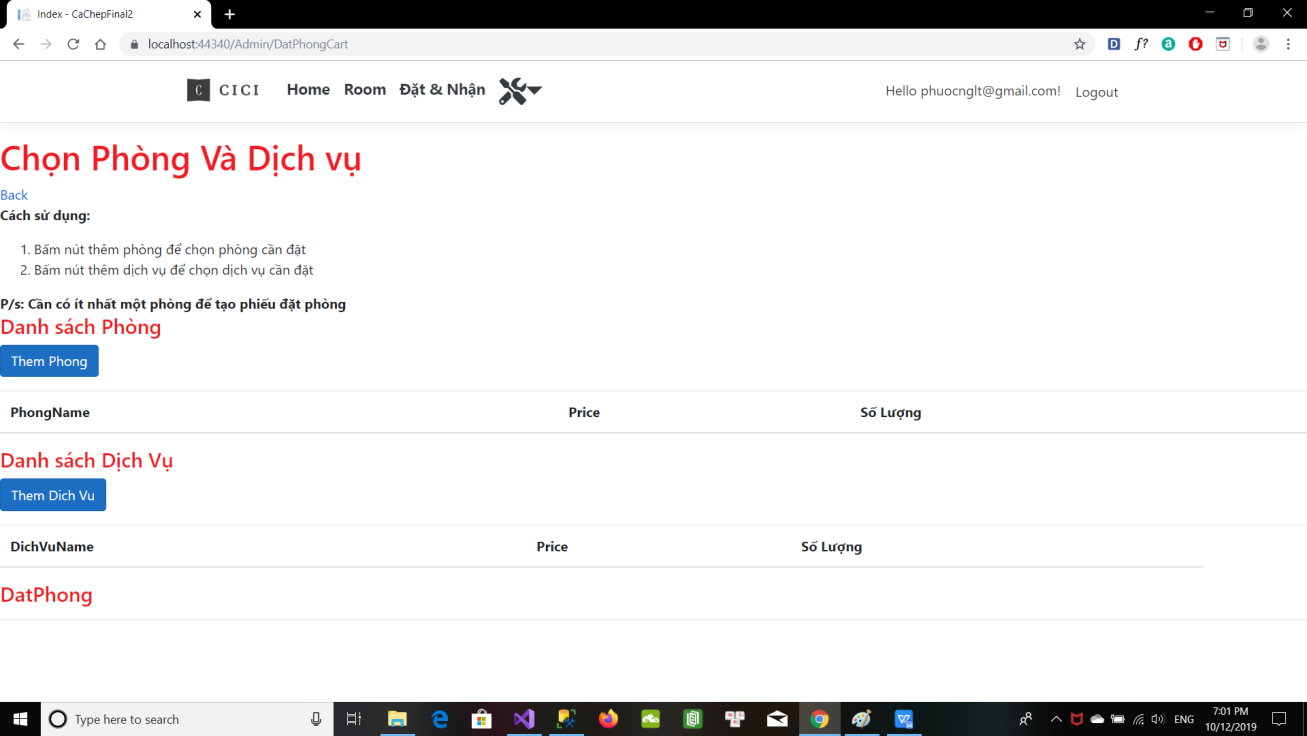 Index - CaChepFinal2
localhost:44340/Admin/DatPhongCart
C CICI Home Room Đặt & Nhận Hello phuocnglt@gmail.com! Logout
Chọn Phòng Và Dịch vụ
Back
Cách sử dụng:
1. Bấm nút thêm phòng để chọn phòng cần đặt
2. Bấm nút thêm dịch vụ để chọn dịch vụ cần đặt
P/s: Cần có ít nhất một phòng để tạo phiếu đặt phòng
Danh sách Phòng
Them Phong
PhongName Price Số Lượng
Danh sách Dịch Vụ
Them Dich Vu
DichVuName Price Số Lượng
DatPhong
Type here to search ENG 7:01 PM
10/12/2019